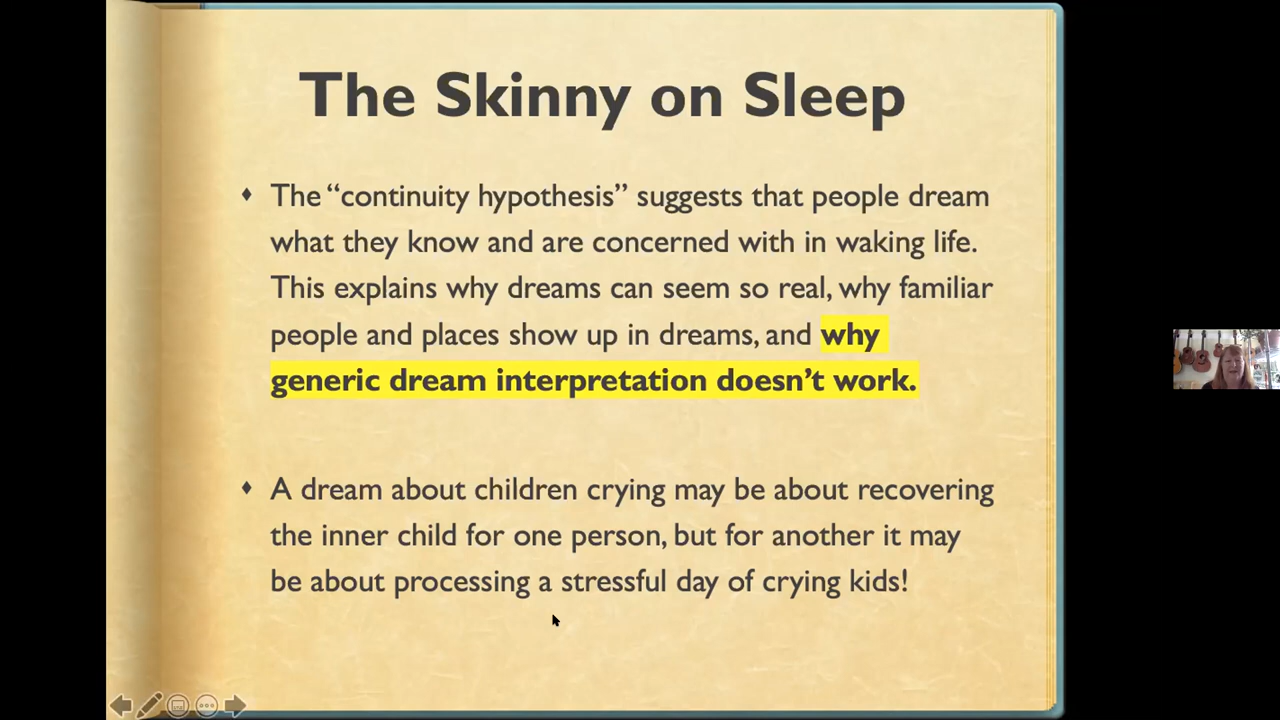 The Skinny on Sleep
The “continuity hypothesis” suggests that people dream
what they know and are concerned with in waking life.
This explains why dreams can seem so real, why familiar
people and places show up in dreams, and why
generic dream interpretation doesn’t work.
A dream about children crying may be about recovering
the inner child for one person, but for another it may
be about processing a stressful day of crying kids!